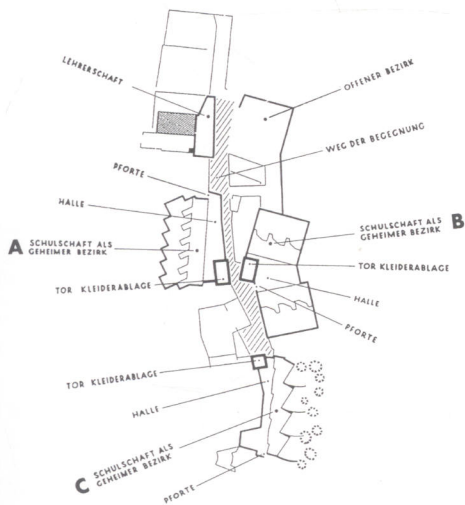 LEHRERSCHAFT
OFFENER BEZIRK
WEG DER BEGEGNUNG
PFORTE
HALLE
A SCHULSCHAFT ALS
GEHEIMER BEZIRK
TOR KLEIDERABLAGE
SCHULSCHAFT ALS B
GEHEIMER BEZIRK
TOR KLEIDERABLAGE
HALLE
PFORTE
TOR KLEIDERABLAGE
HALLE
C SCHULSCHAFT ALS
GEHEIMER BEZIRK
PFORTE